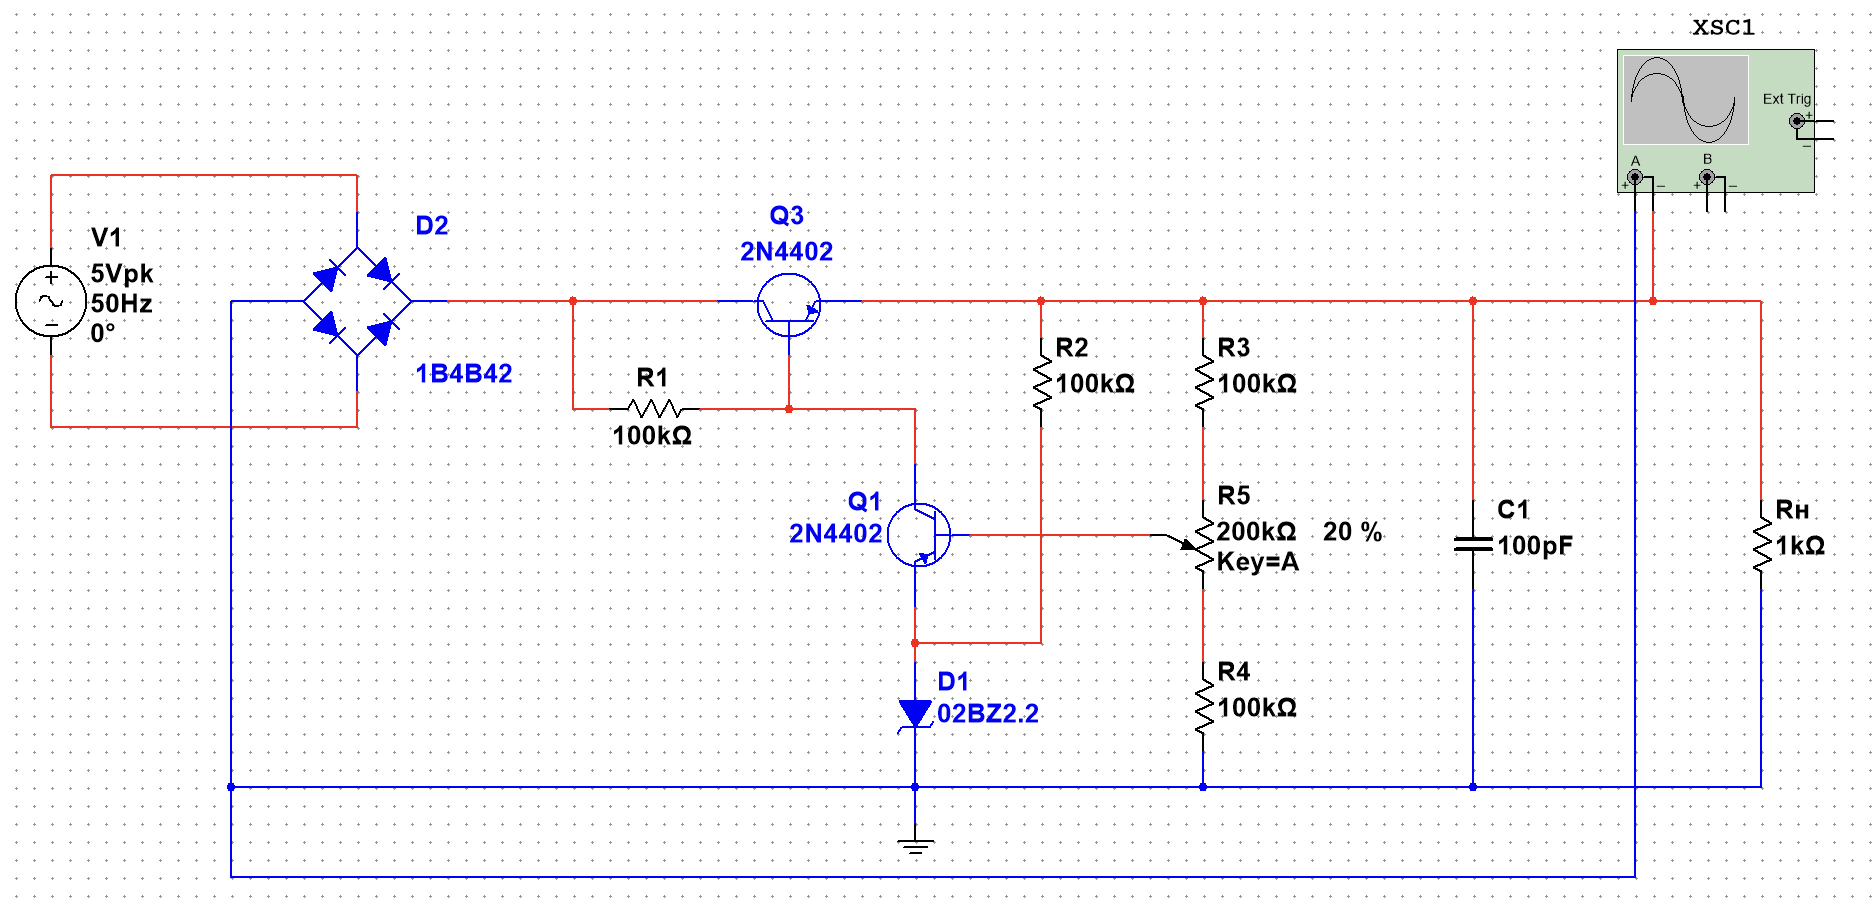 XSC1
Ext Trig
+
−
A
B
+
−
+
−
V1
5Vpk
50Hz
0°
+
−
D2
1B4B42
Q3
2N4402
R1
100kΩ
R2
100kΩ
R3
100kΩ
Q1
2N4402
R5
200kΩ 20 %
Key=A
C1
100pF
Rн
1kΩ
D1
02BZ2.2
R4
100kΩ